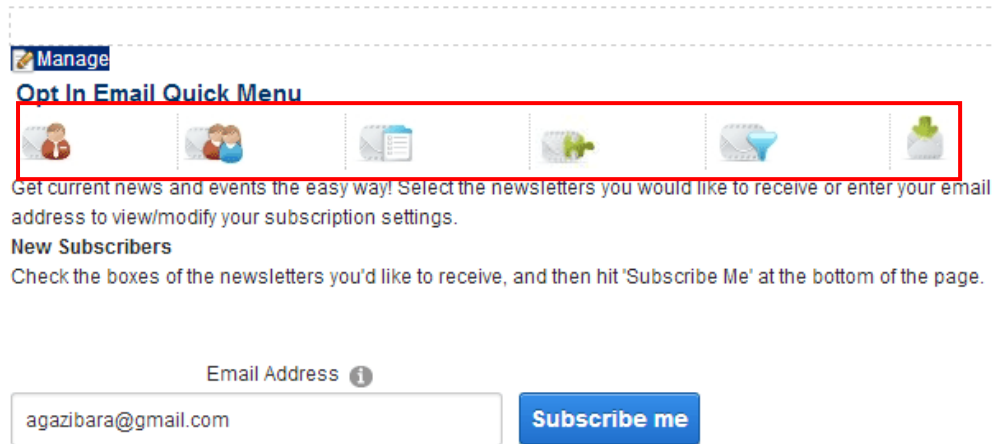 Manage
Opt In Email Quick Menu
Get current news and events the easy way! Select the newsletters you would like to receive or enter your email
address to view/modify your subscription settings.
New Subscribers
Check the boxes of the newsletters you'd like to receive, and then hit 'Subscribe Me' at the bottom of the page.
Email Address
agazibara@gmail.com
Subscribe me